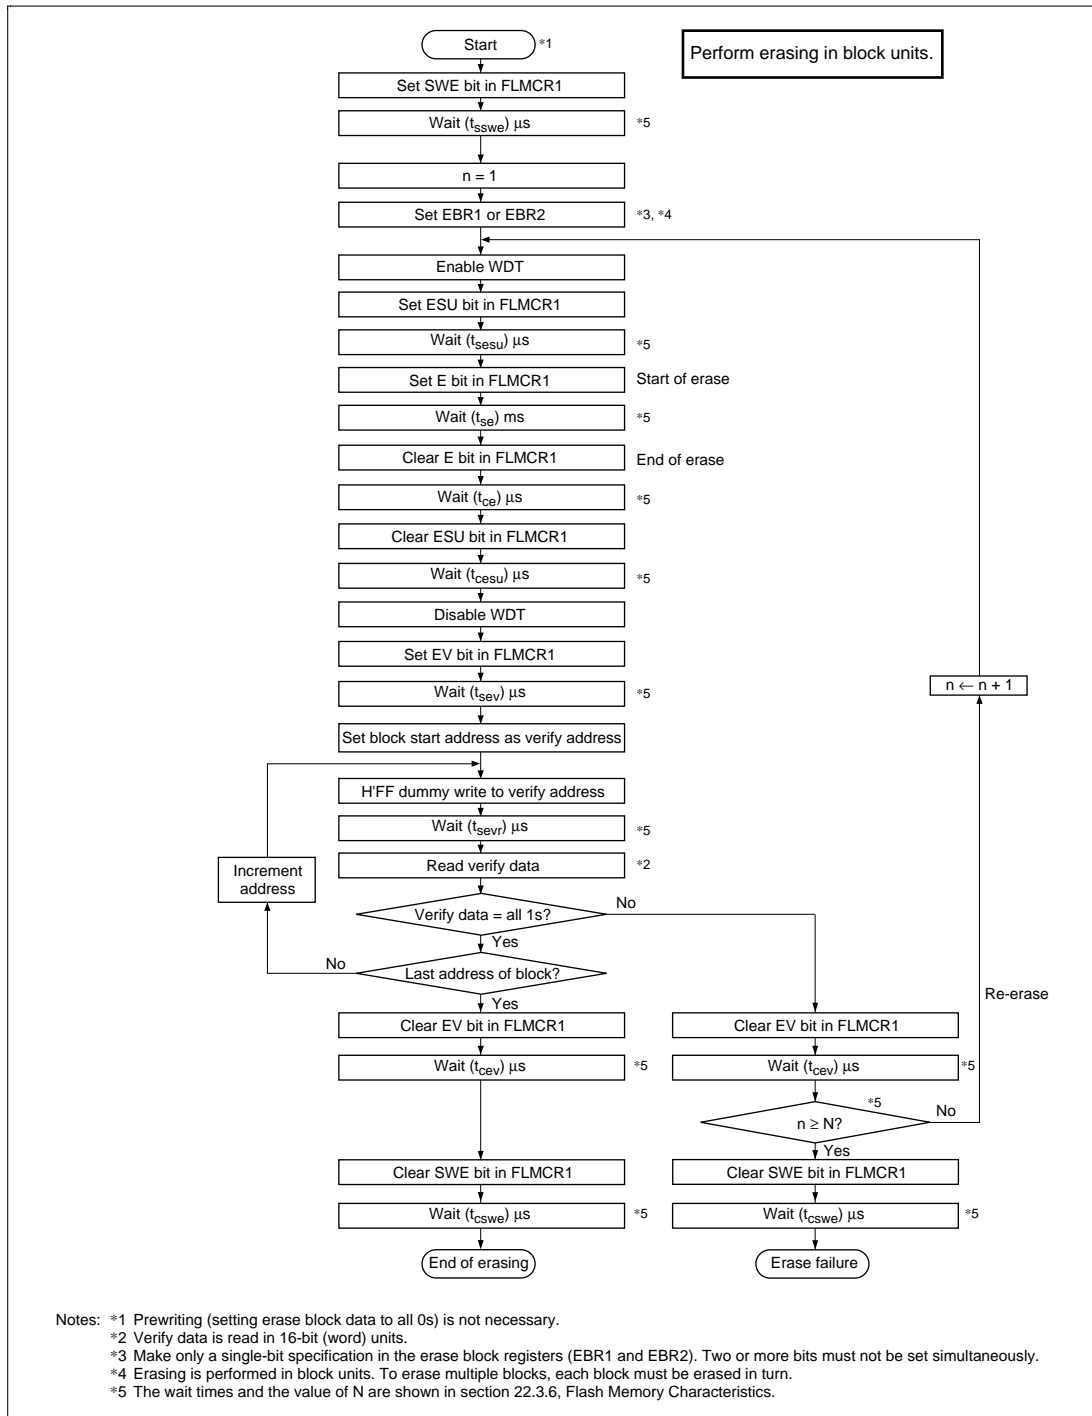 Start *1
Perform erasing in block units.
Set SWE bit in FLMCR1
Wait (tsswe) μs *5
n = 1
Set EBR1 or EBR2 *3, *4
Enable WDT
Set ESU bit in FLMCR1
Wait (tsesu) μs *5
Set E bit in FLMCR1 Start of erase
Wait (tse) ms *5
Clear E bit in FLMCR1 End of erase
Wait (tce) μs *5
Clear ESU bit in FLMCR1
Wait (tcesu) μs *5
Disable WDT
Set EV bit in FLMCR1
Wait (tsev) μs *5
n ← n + 1
Set block start address as verify address
H'FF dummy write to verify address
Wait (tsevr) μs *5
Read verify data *2
Increment
address
Verify data = all 1s? No
Yes
No Last address of block?
Yes
Re-erase
Clear EV bit in FLMCR1 Clear EV bit in FLMCR1
Wait (tcev) μs *5 Wait (tcev) μs *5
*5
n ≥ N? No
Yes
Clear SWE bit in FLMCR1 Clear SWE bit in FLMCR1
Wait (tcswe) μs *5 Wait (tcswe) μs *5
End of erasing Erase failure
Notes: *1 Prewriting (setting erase block data to all 0s) is not necessary.
*2 Verify data is read in 16-bit (word) units.
*3 Make only a single-bit specification in the erase block registers (EBR1 and EBR2). Two or more bits must not be set simultaneously.
*4 Erasing is performed in block units. To erase multiple blocks, each block must be erased in turn.
*5 The wait times and the value of N are shown in section 22.3.6, Flash Memory Characteristics.